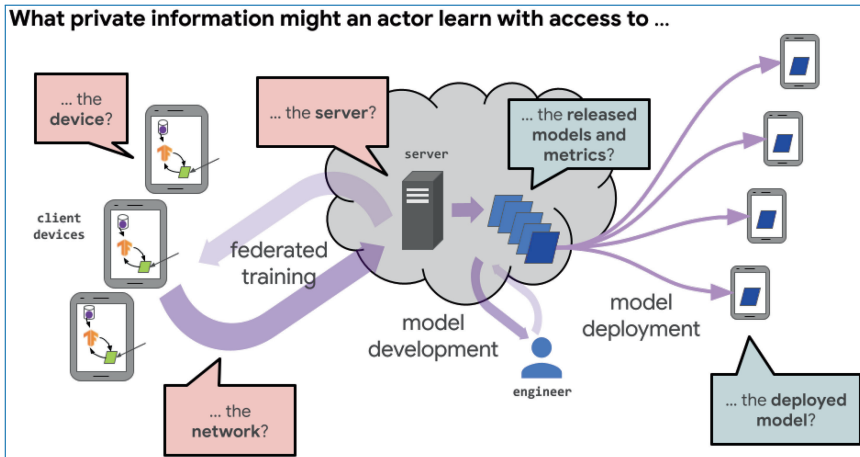 What private information might an actor learn with access to ...
... the
device?
... the server?
... the released
models and
metrics?
server
client
devices
federated
training
model
development
model
deployment
engineer
... the
network?
... the deployed
model?